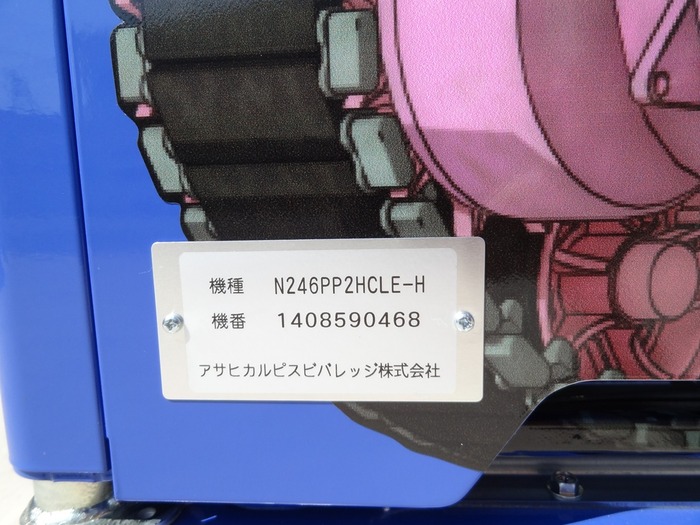 機種 N246PP2HCLE-H
機番 1408590468
アサヒカルピスビバレッジ株式会社